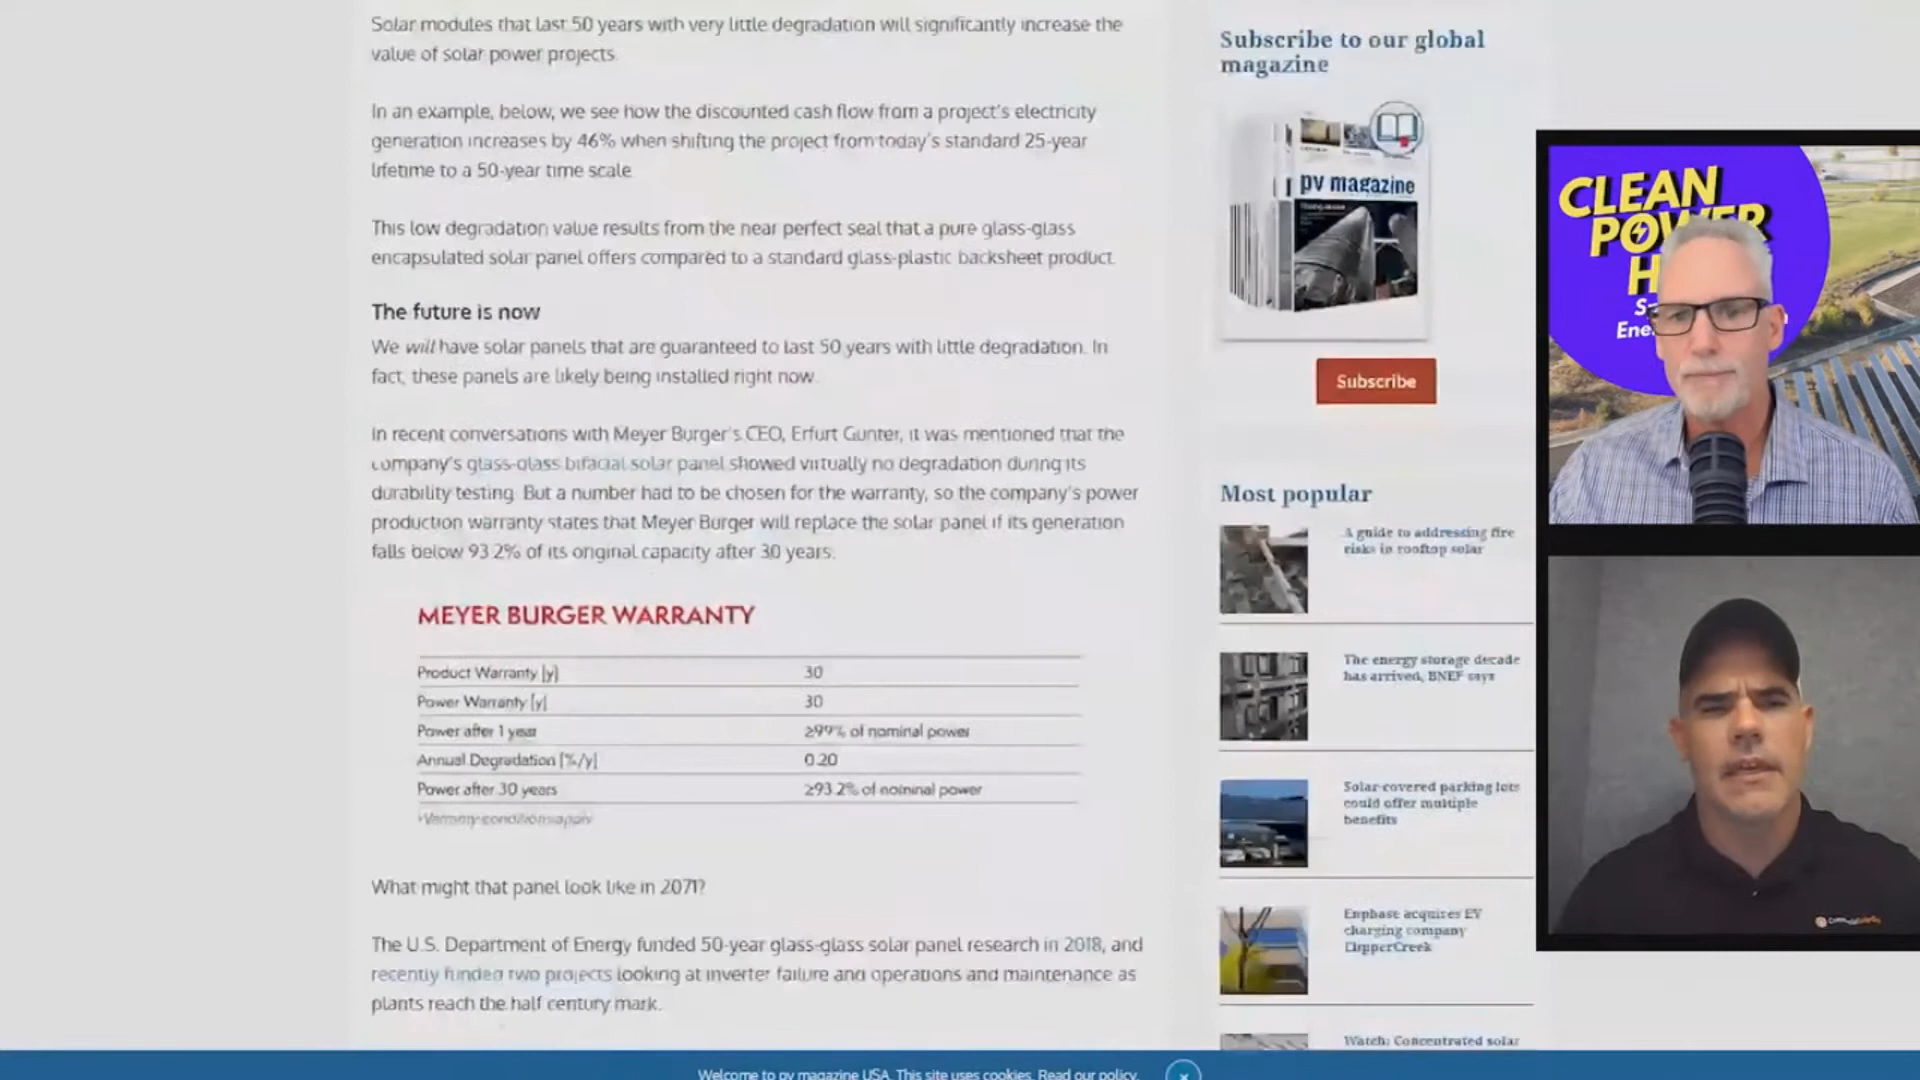 Solar modules that last 50 years with very little degradation will significantly increase the
value of solar power projects.
In an example, below, we see how the discounted cash flow from a project's electricity
generation increases by 46% when shifting the project from today's standard 25-year
lifetime to a 50-year time scale.
This low degradation value results from the near perfect seal that a pure glass-glass
encapsulated solar panel offers compared to a standard glass-plastic backsheet product.
The future is now
We will have solar panels that are guaranteed to last 50 years with little degradation. In
fact, these panels are likely being installed right now.
In recent conversations with Meyer Burger's CEO, Erfurt Gunter, it was mentioned that the
company's glass-glass bifacial solar panel showed virtually no degradation during its
durability testing. But a number had to be chosen for the warranty, so the company's power
production warranty states that Meyer Burger will replace the solar panel if its generation
falls below 93.2% of its original capacity after 30 years.
MEYER BURGER WARRANTY
Product Warranty [y] 30
Power Warranty [y] 30
Power after 1 year ≥99% of nominal power
Annual Degradation [%/y] 0.20
Power after 30 years ≥93.2% of nominal power
*Warranty conditions apply
What might that panel look like in 2071?
The U.S. Department of Energy funded 50-year glass-glass solar panel research in 2018, and
recently funded two projects looking at inverter failure and operations and maintenance as
plants reach the half century mark.
Subscribe to our global
magazine
pv magazine
Subscribe
Most popular
A guide to addressing fire
risks in rooftop solar
The energy storage decade
has arrived, BNEF says
Solar-covered parking lots
could offer multiple
benefits
Enphase acquires EV
charging company
ClipperCreek
Watch: Concentrated solar
Welcome to pv magazine USA. This site uses cookies. Read our policy. ×
CLEAN
POWER